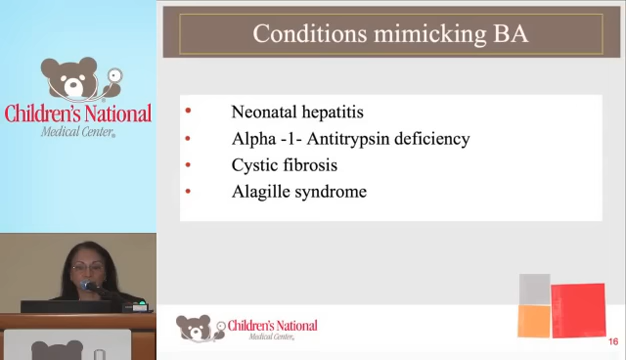 Conditions mimicking BA
Children's National
Medical Center®
• Neonatal hepatitis
• Alpha -1- Antitrypsin deficiency
• Cystic fibrosis
• Alagille syndrome
Children's National
Medical Center®
16